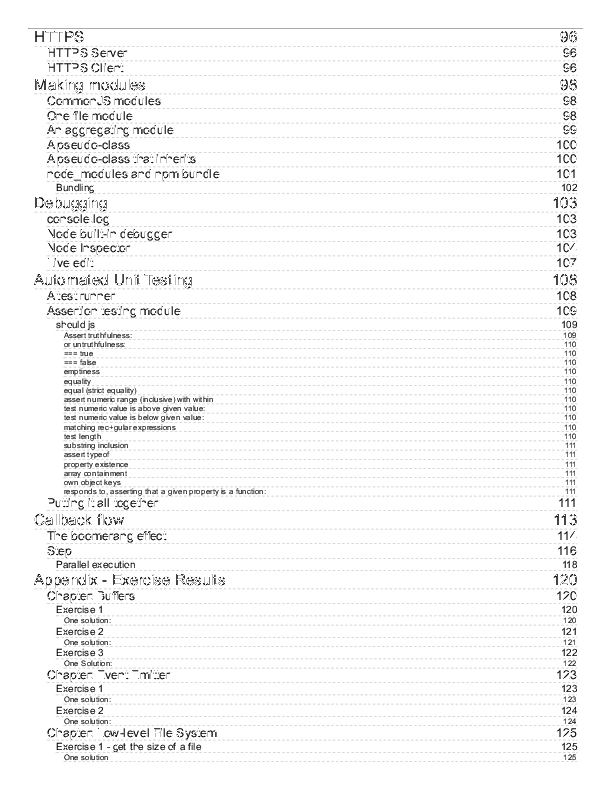 HTTPS 96
HTTPS Server 96
HTTPS Client 96
Making modules 98
CommonJS modules 98
One file module 98
An aggregating module 99
A pseudo-class 100
A pseudo-class that inherits 100
node_modules and npm bundle 101
Bundling 102
Debugging 103
console.log 103
Node built-in debugger 103
Node Inspector 104
Live edit 107
Automated Unit Testing 108
A test runner 108
Assertion testing module 109
should.js 109
Assert truthfulness: 109
or untruthfulness: 110
=== true 110
=== false 110
emptiness 110
equality 110
equal (strict equality) 110
assert numeric range (inclusive) with within 110
test numeric value is above given value: 110
test numeric value is below given value: 110
matching rec+gular expressions 110
test length 110
substring inclusion 111
assert typeof 111
property existence 111
array containment 111
own object keys 111
responds to, asserting that a given property is a function: 111
Putting it all together 111
Callback flow 113
The boomerang effect 114
Step 116
Parallel execution 118
Appendix - Exercise Results 120
Chapter: Buffers 120
Exercise 1 120
One solution: 120
Exercise 2 121
One solution: 121
Exercise 3 122
One Solution: 122
Chapter: Event Emitter 123
Exercise 1 123
One solution: 123
Exercise 2 124
One solution: 124
Chapter: Low-level File System 125
Exercise 1 - get the size of a file 125
One solution 125